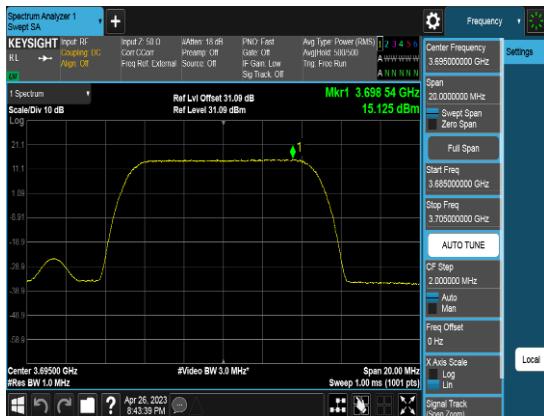 Spectrum Analyzer 1
Swept SA
Frequency
KEYSIGHT
RL
Input: RF
Coupling: DC
Align: Off
Input Z: 50 Ω
Corr CCorr
Freq Ref: External
#Atten: 18 dB
Preamp: Off
Source: Off
PNO: Fast
Gate: Off
IF Gain: Low
Sig Track: Off
Avg Type: Power (RMS)
Avg|Hold: 500/500
Trig: Free Run
1 2 3 4 5 6
A W W W W W
A N N N N N
1 Spectrum
Scale/Div 10 dB
Log
Ref Lvl Offset 31.09 dB
Ref Level 31.09 dBm
Mkr1 3.698 54 GHz
15.125 dBm
1
21.1
11.1
1.09
-8.91
-18.9
-28.9
-38.9
-48.9
-58.9
Center 3.69500 GHz
#Res BW 1.0 MHz
#Video BW 3.0 MHz*
Span 20.00 MHz
Sweep 1.00 ms (1001 pts)
Apr 26, 2023
8:43:39 PM
Center Frequency
3.695000000 GHz
Span
20.0000000 MHz
Swept Span
Zero Span
Full Span
Start Freq
3.685000000 GHz
Stop Freq
3.705000000 GHz
AUTO TUNE
CF Step
2.000000 MHz
Auto
Man
Freq Offset
0 Hz
X Axis Scale
Log
Lin
Signal Track
(Span Zoom)
Settings
Local